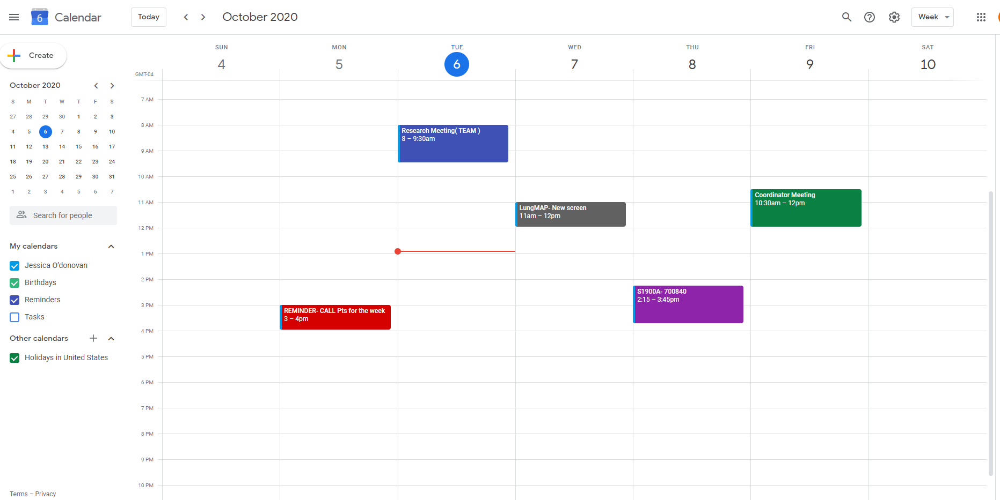 6 Calendar Today October 2020 Week
Create
October 2020
S M T W T F S
27 28 29 30 1 2 3
4 5 6 7 8 9 10
11 12 13 14 15 16 17
18 19 20 21 22 23 24
25 26 27 28 29 30 31
1 2 3 4 5 6 7
Search for people
My calendars
Jessica O'donovan
Birthdays
Reminders
Tasks
Other calendars
Holidays in United States
Terms – Privacy
SUN MON TUE WED THU FRI SAT
4 5 6 7 8 9 10
GMT-04
7 AM
8 AM
Research Meeting( TEAM )
8 – 9:30am
9 AM
10 AM
Coordinator Meeting
10:30am – 12pm
11 AM
LungMAP- New screen
11am – 12pm
12 PM
1 PM
2 PM
S1900A- 700840
2:15 – 3:45pm
3 PM
REMINDER- CALL Pts for the week
3 – 4pm
4 PM
5 PM
6 PM
7 PM
8 PM
9 PM
10 PM